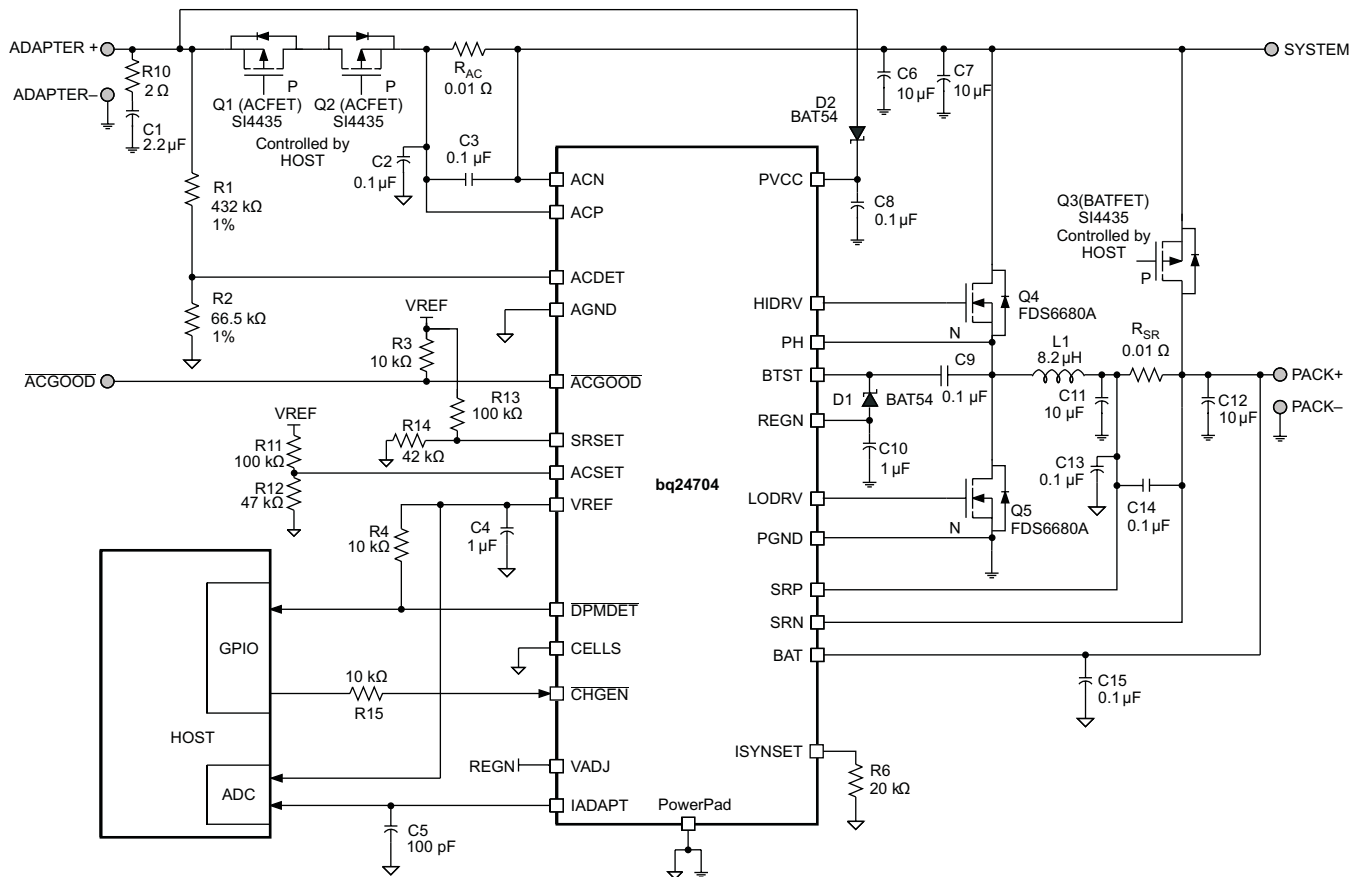 ADAPTER +
ADAPTER–
R10
2 Ω
C1
2.2 µF
P
Q1 (ACFET)
SI4435
P
Q2 (ACFET)
SI4435
Controlled by
HOST
RAC
0.01 Ω
C2
0.1 µF
C3
0.1 µF
C6
10 µF
C7
10 µF
SYSTEM
D2
BAT54
C8
0.1 µF
Q3(BATFET)
SI4435
Controlled by
HOST
P
R1
432 kΩ
1%
R2
66.5 kΩ
1%
VREF
R3
10 kΩ
ACGOOD
R13
100 kΩ
R14
42 kΩ
VREF
R11
100 kΩ
R12
47 kΩ
R4
10 kΩ
C4
1 µF
ACN
ACP
ACDET
AGND
ACGOOD
SRSET
ACSET
VREF
DPMDET
CELLS
CHGEN
VADJ
IADAPT
bq24704
PowerPad
PVCC
HIDRV
PH
BTST
REGN
LODRV
PGND
SRP
SRN
BAT
ISYNSET
N
Q4
FDS6680A
D1
BAT54
C9
0.1 µF
C10
1 µF
L1
8.2 µH
RSR
0.01 Ω
C11
10 µF
C12
10 µF
PACK+
PACK–
C13
0.1 µF
C14
0.1 µF
N
Q5
FDS6680A
C15
0.1 µF
R6
20 kΩ
GPIO
HOST
ADC
10 kΩ
R15
REGN
C5
100 pF